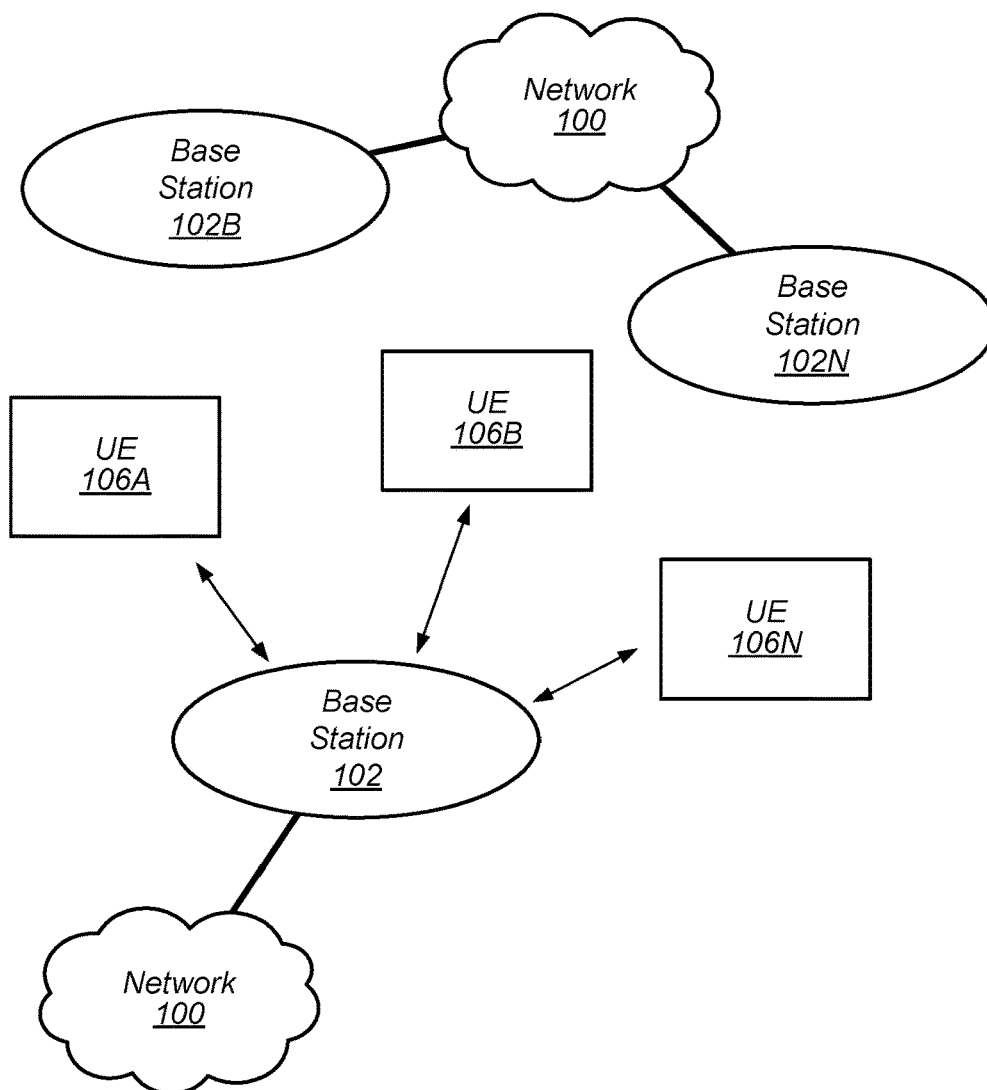 Network
100
Base
Station
102B
Base
Station
102N
UE
106B
UE
106A
UE
106N
Base
Station
102
Network
100